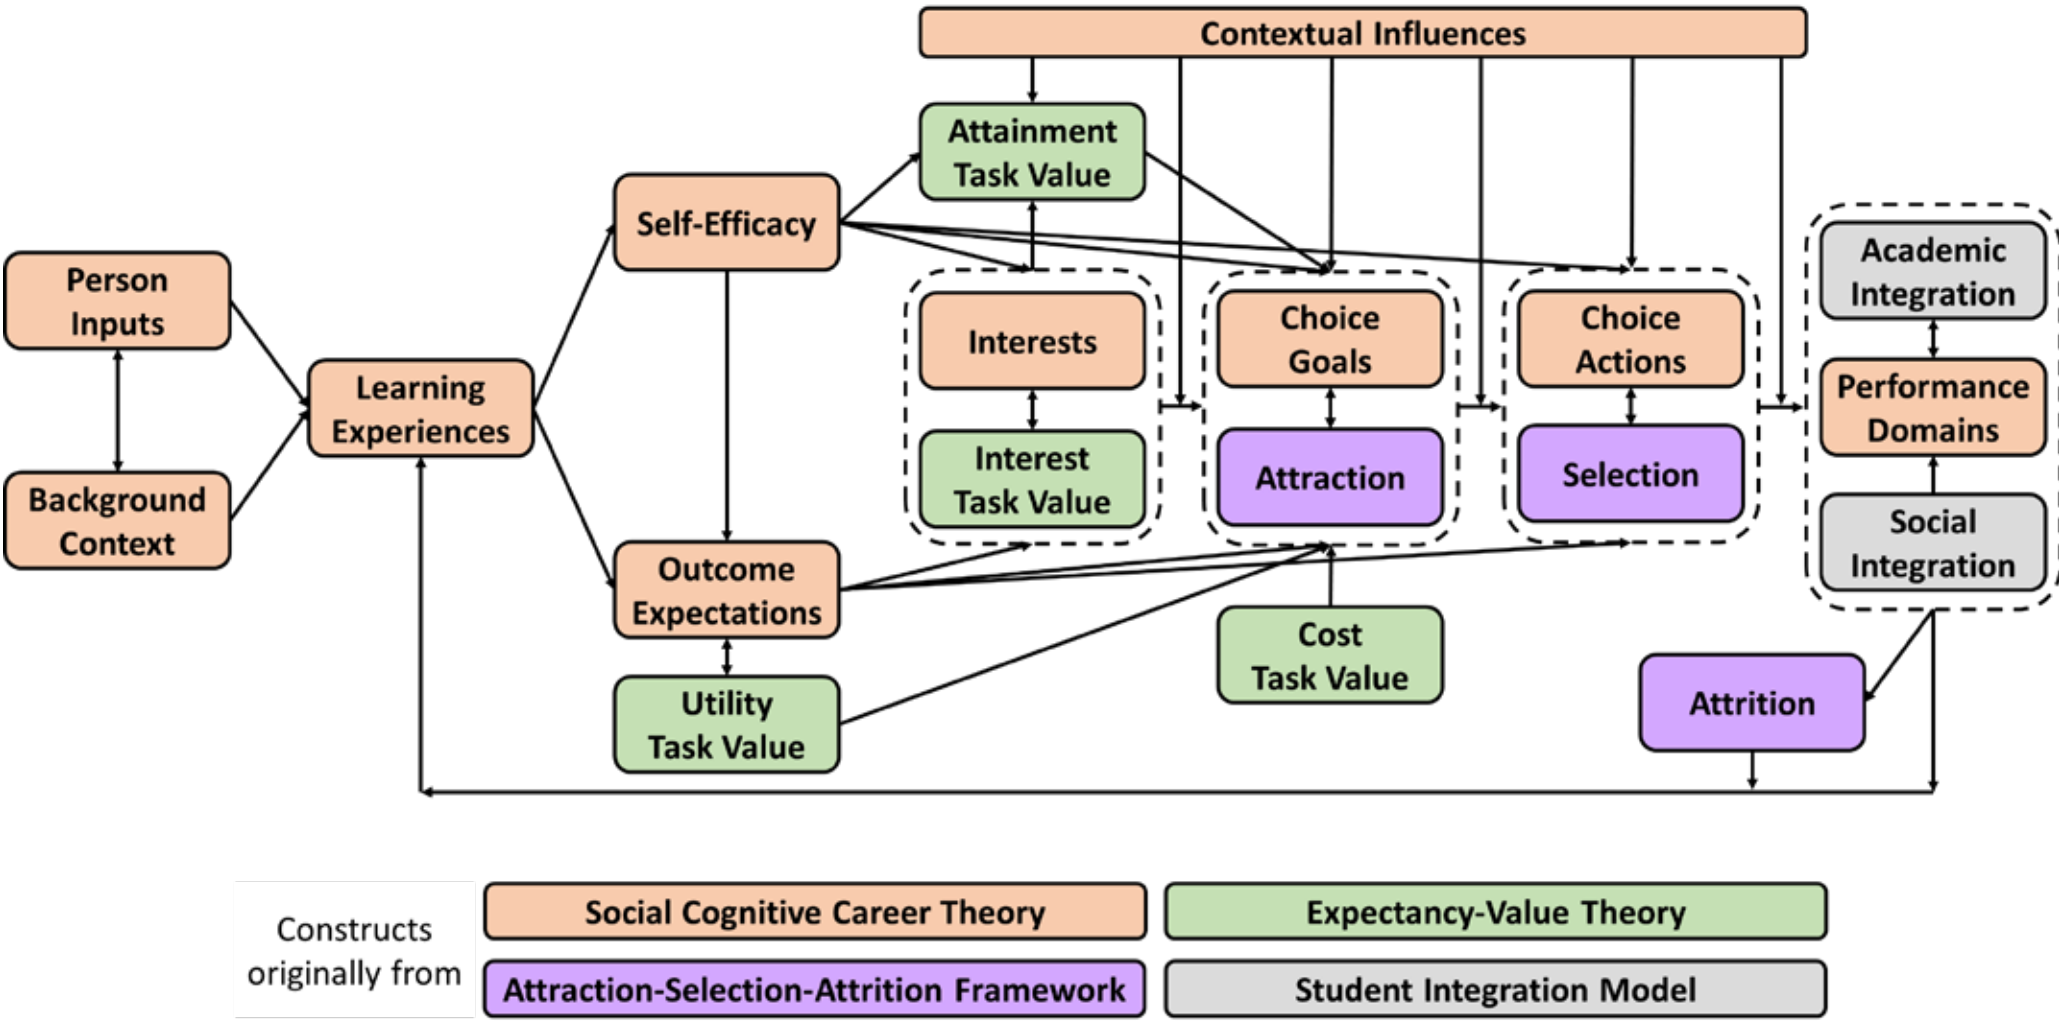 Contextual Influences
Attainment
Task Value
Self-Efficacy
Person
Inputs
Background
Context
Learning
Experiences
Outcome
Expectations
Utility
Task Value
Interests
Interest
Task Value
Choice
Goals
Attraction
Cost
Task Value
Choice
Actions
Selection
Academic
Integration
Performance
Domains
Social
Integration
Attrition
Constructs
originally from
Social Cognitive Career Theory
Expectancy-Value Theory
Attraction-Selection-Attrition Framework
Student Integration Model